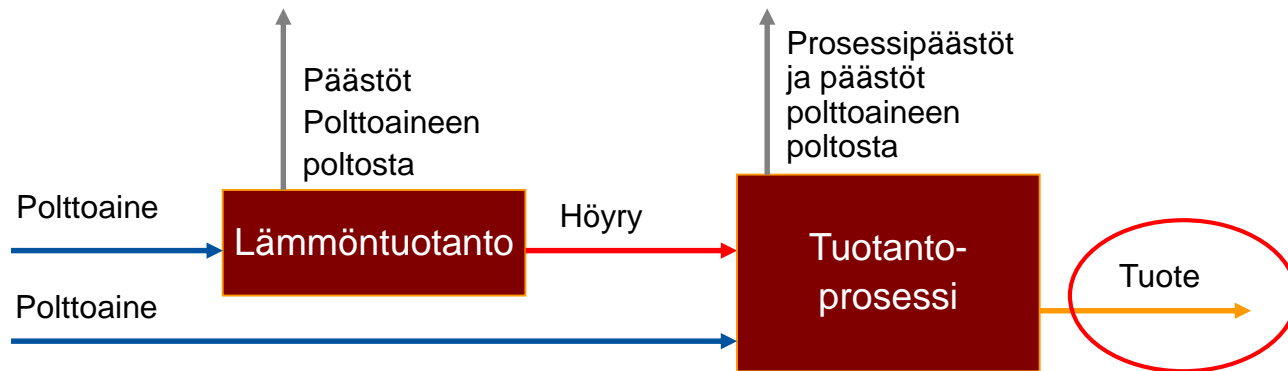 Päästöt
Polttoaineen
poltosta
Prosessipäästöt
ja päästöt
polttoaineen
poltosta
Polttoaine
Lämmöntuotanto
Höyry
Tuotanto-
prosessi
Tuote
Polttoaine